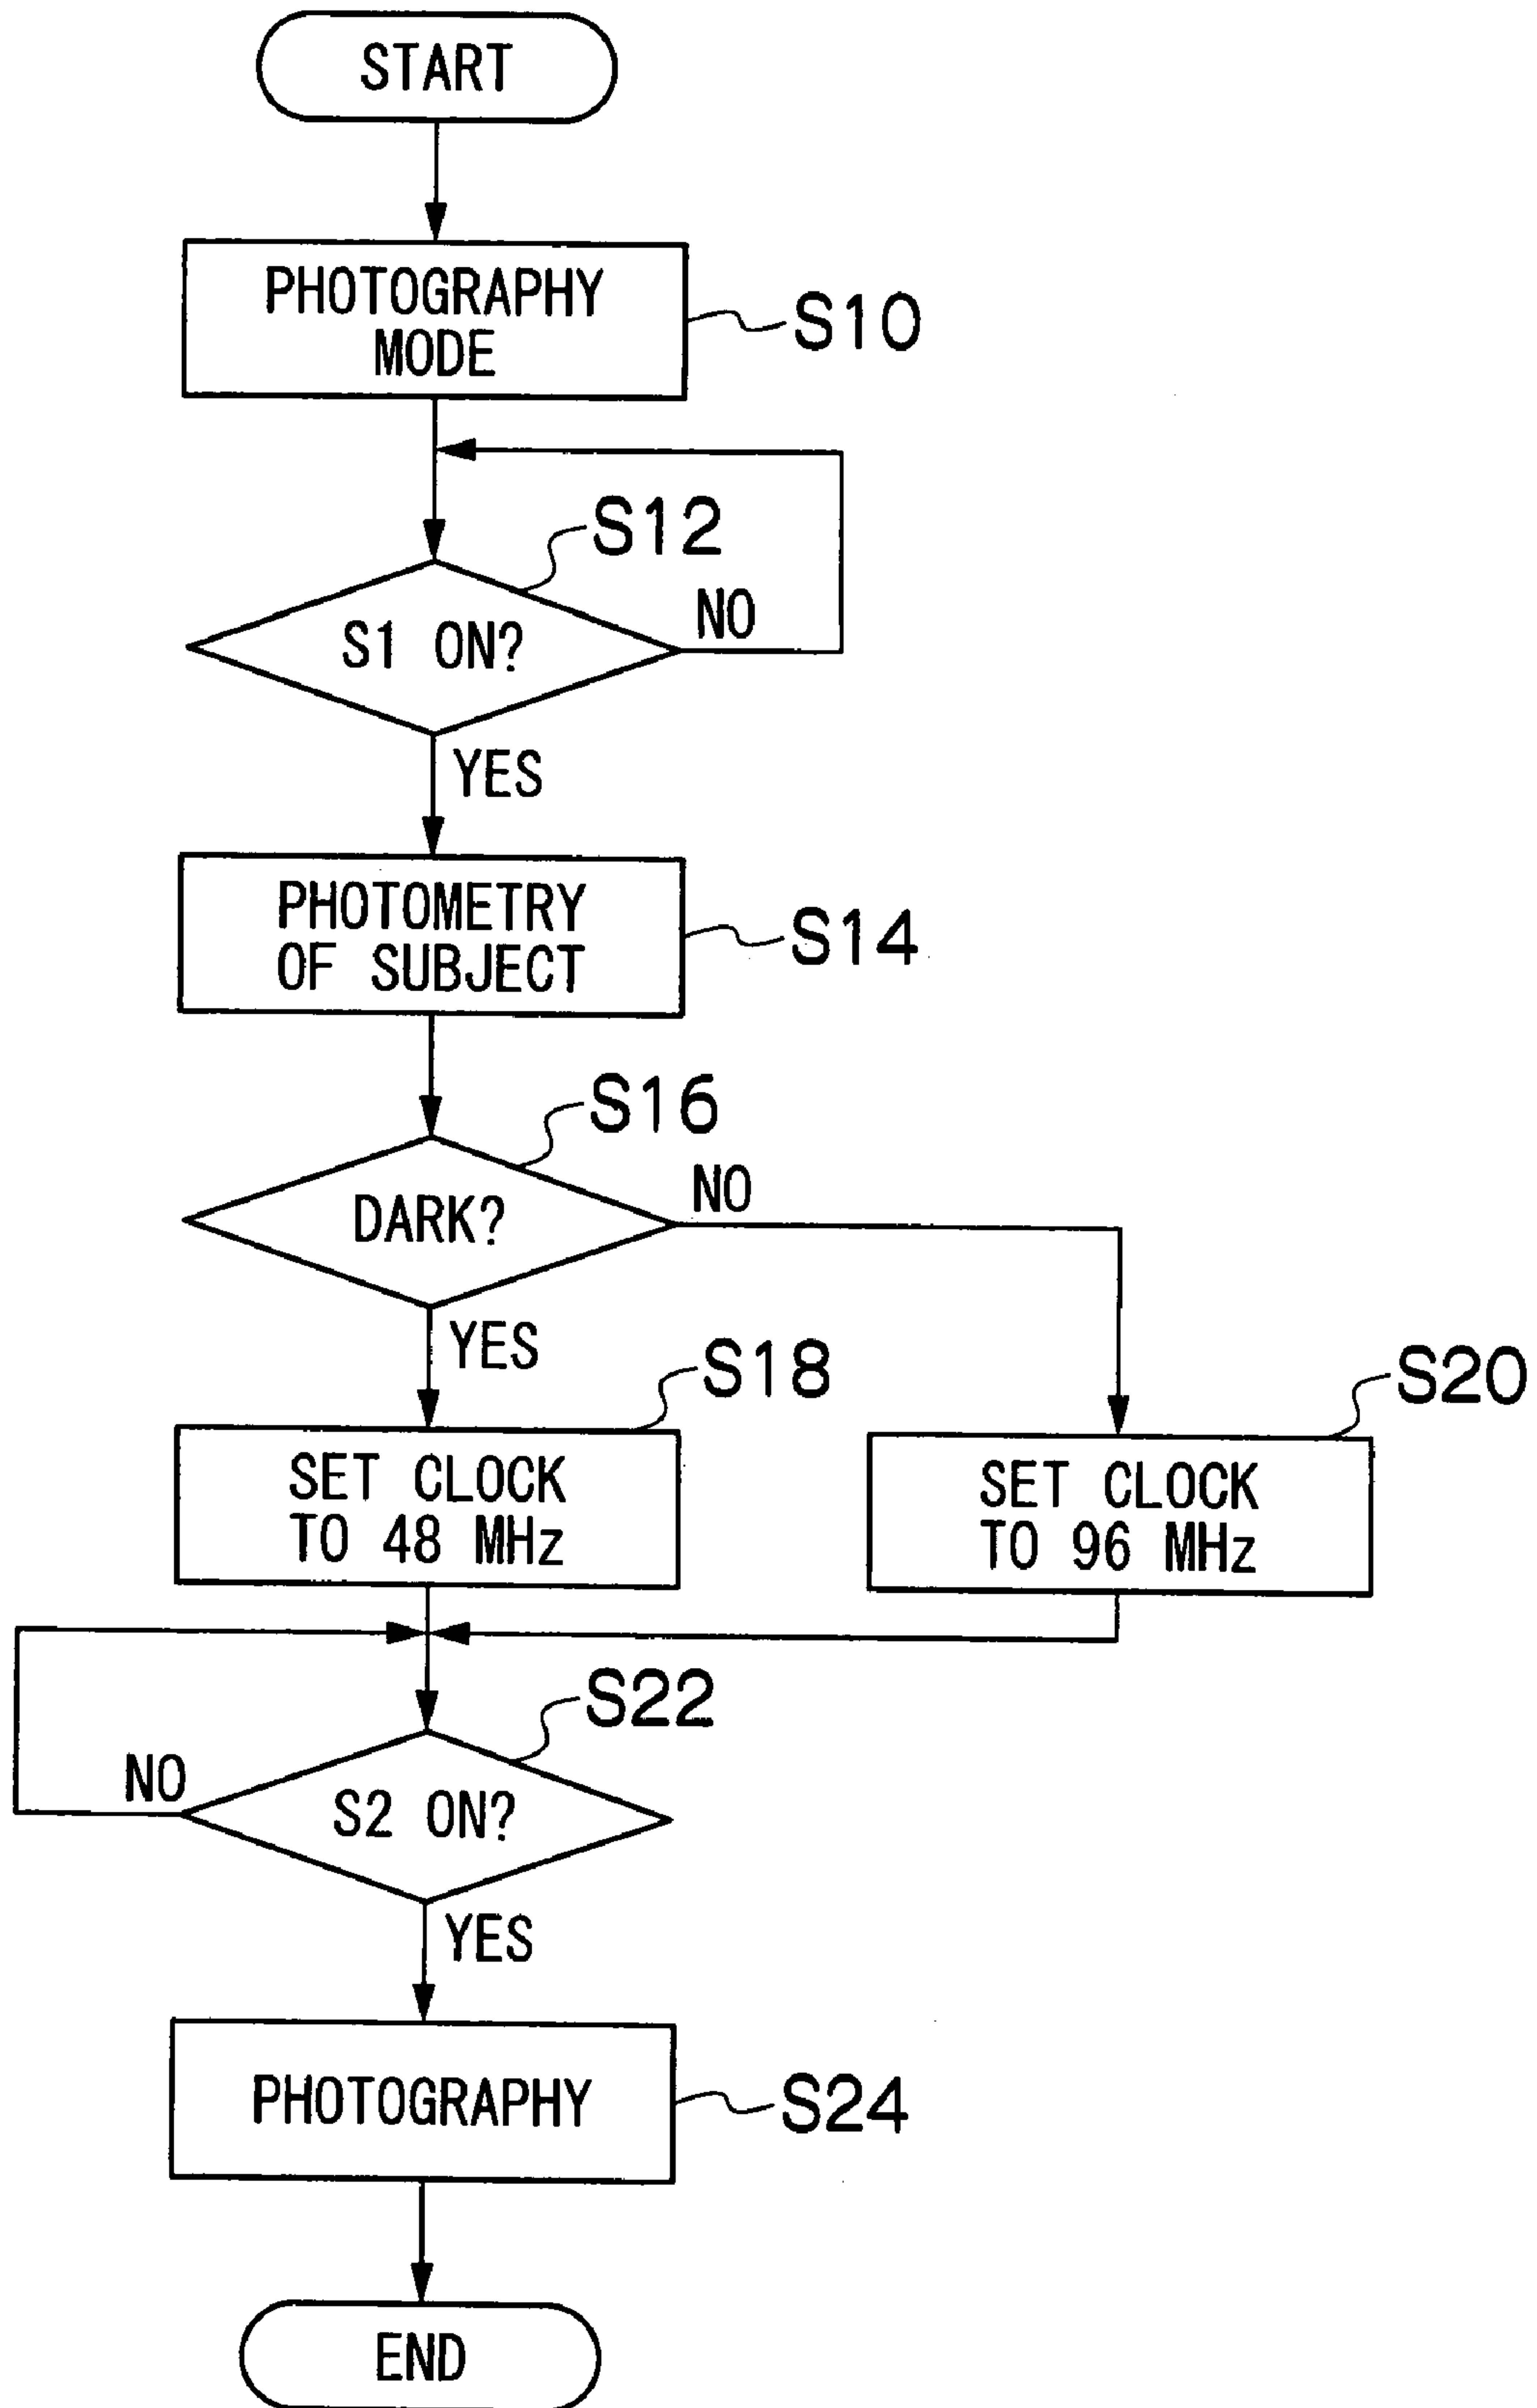 START
PHOTOGRAPHY
MODE
S10
S12
S1 ON?
NO
YES
PHOTOMETRY
OF SUBJECT
S14
S16
DARK?
NO
YES
S18
SET CLOCK
TO 48 MHz
S20
SET CLOCK
TO 96 MHz
S22
NO
S2 ON?
YES
PHOTOGRAPHY
S24
END